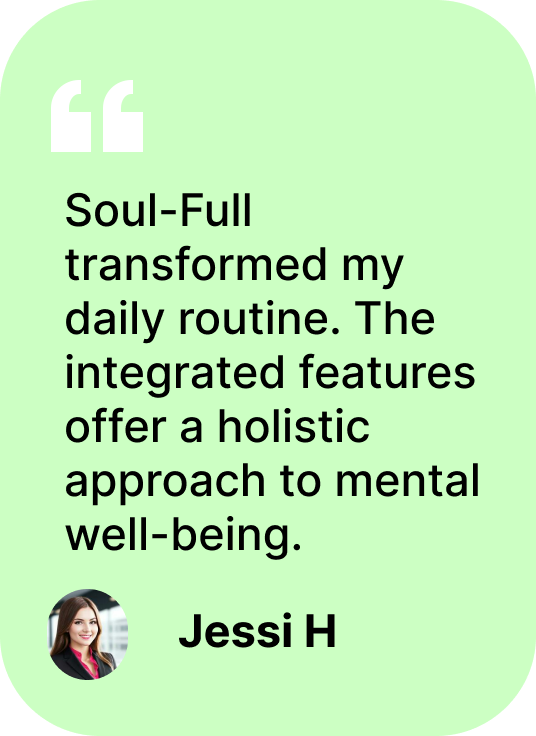 “
Soul-Full
transformed my
daily routine. The
integrated features
offer a holistic
approach to mental
well-being.
Jessi H